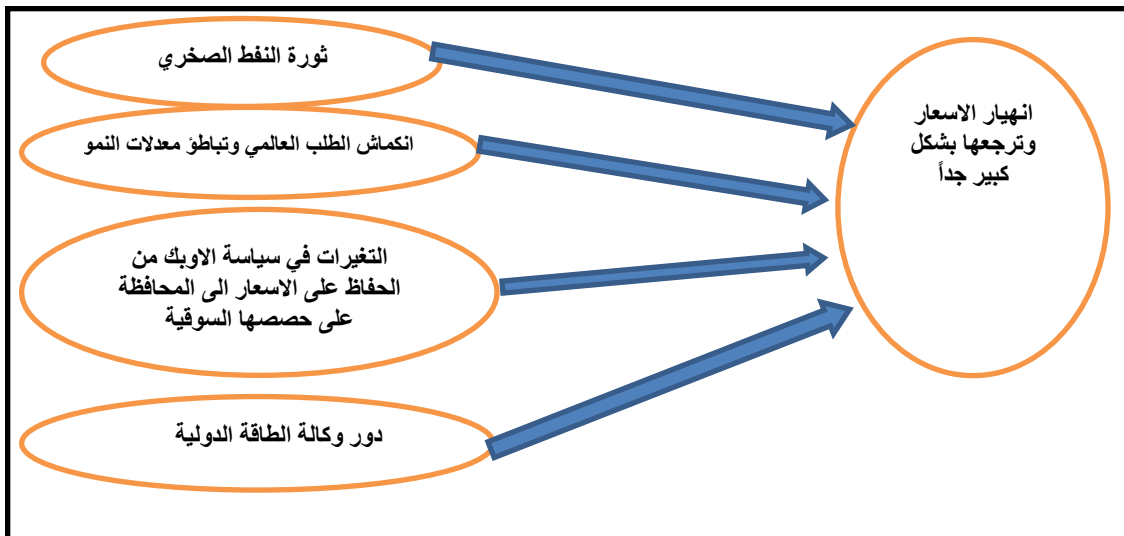 ثورة النفط الصخري
انكماش الطلب العالمي وتباطؤ معدلات النمو
التغيرات في سياسة الاوبك من
الحفاظ على الاسعار الى المحافظة
على حصصها السوقية
دور وكالة الطاقة الدولية
انهيار الاسعار
وترجعها بشكل
كبير جداً